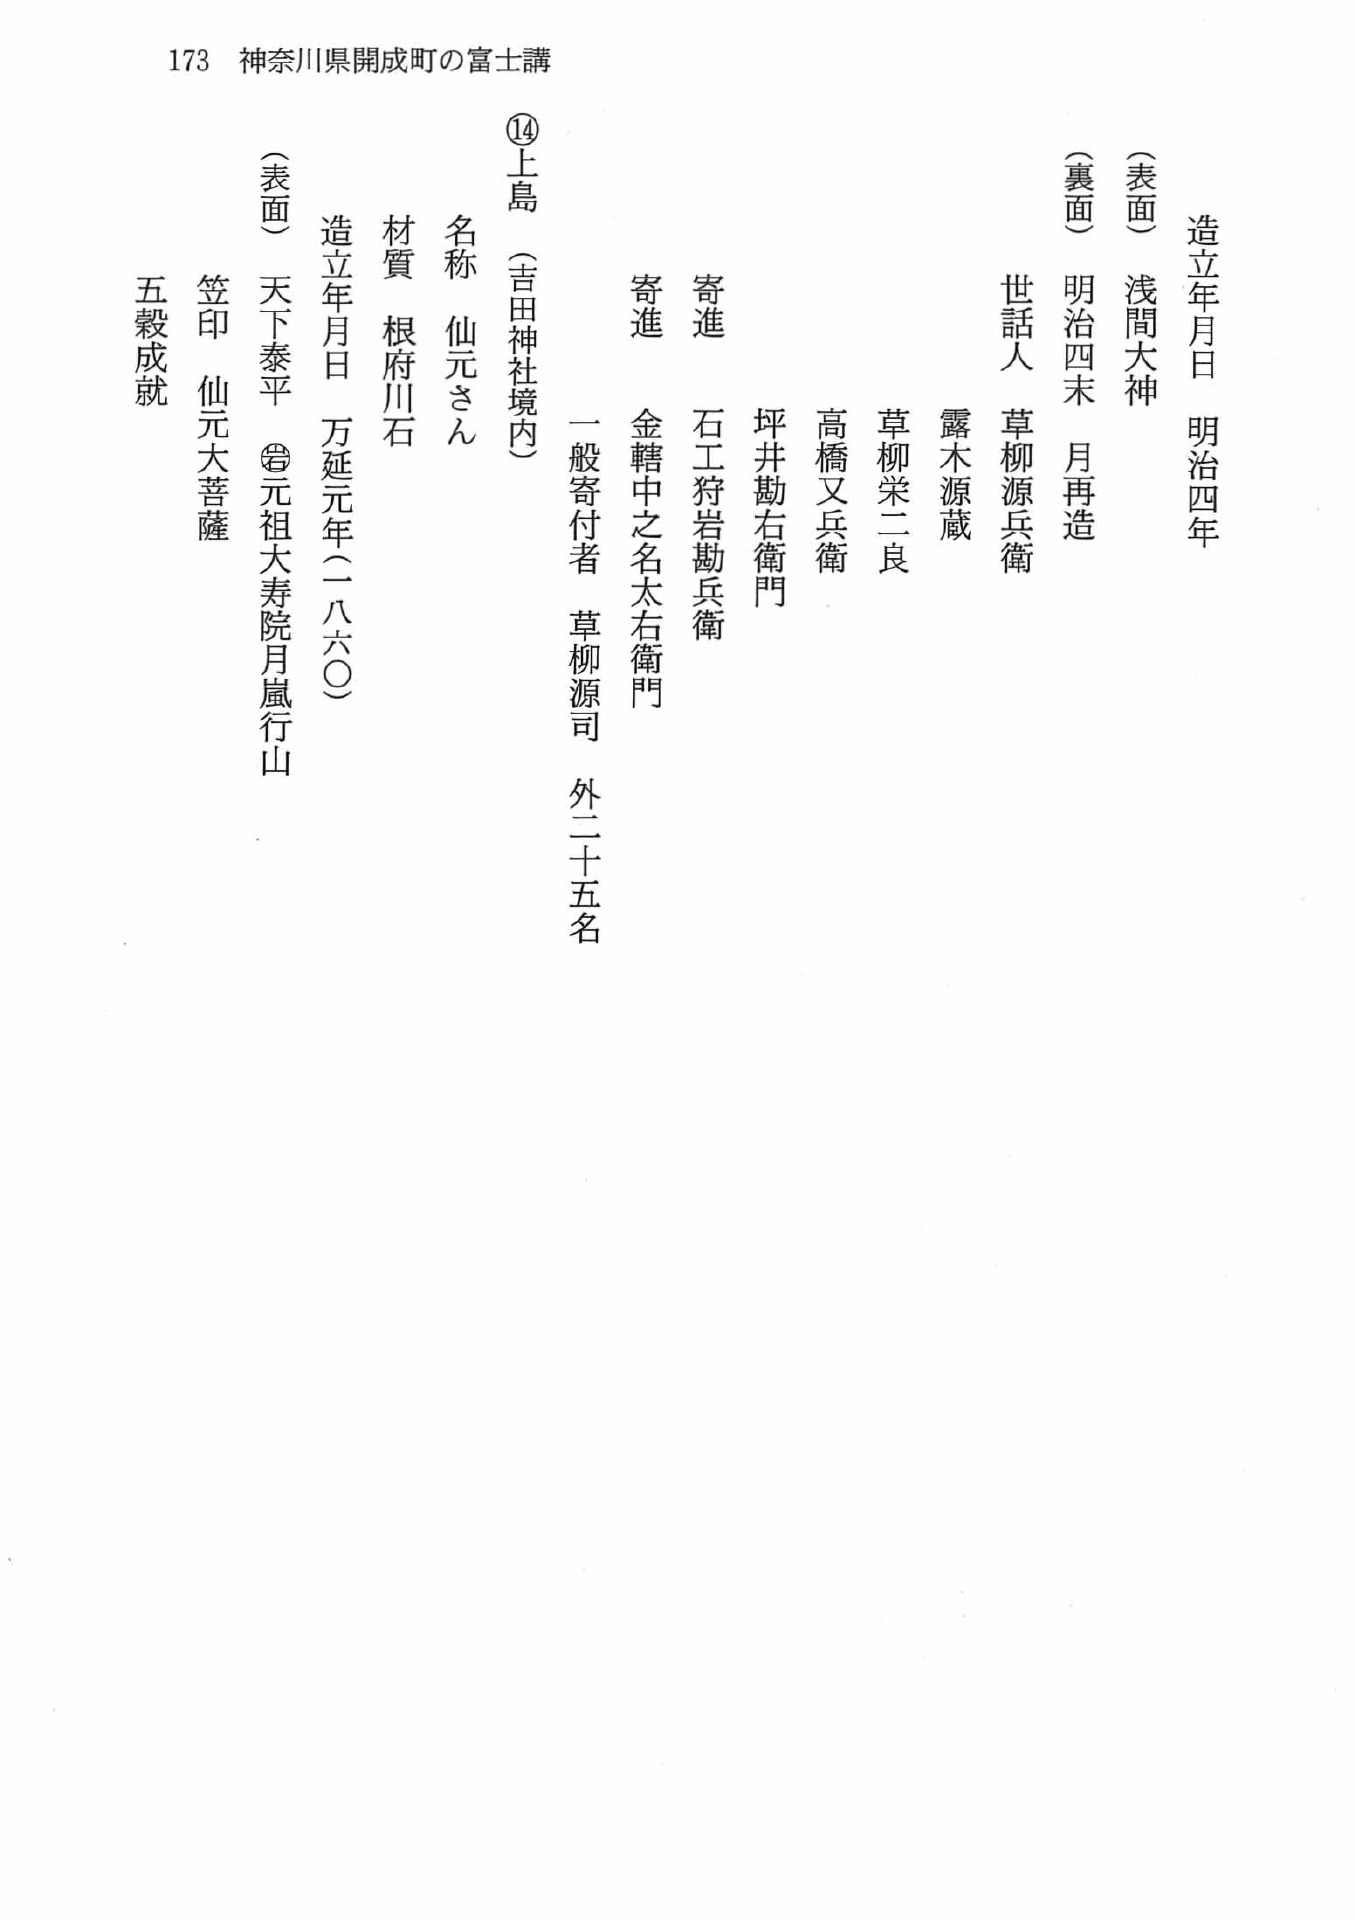 173　神奈川県開成町の富士講
造立年月日　明治四年
（表面）　浅間大神
（裏面）　明治四末　月再造
世話人　草柳源兵衛
露木源蔵
草柳栄二良
高橋又兵衛
坪井勘右衛門
寄進　　石工狩岩勘兵衛
寄進　　金轄中之名太右衛門
一般寄付者　草柳源司　外二十五名
⑭上島　（吉田神社境内）
名称　仙元さん
材質　根府川石
造立年月日　万延元年（一八六〇）
（表面）　天下泰平　㊀元祖大寿院月嵐行山
笠印　仙元大菩薩
五穀成就